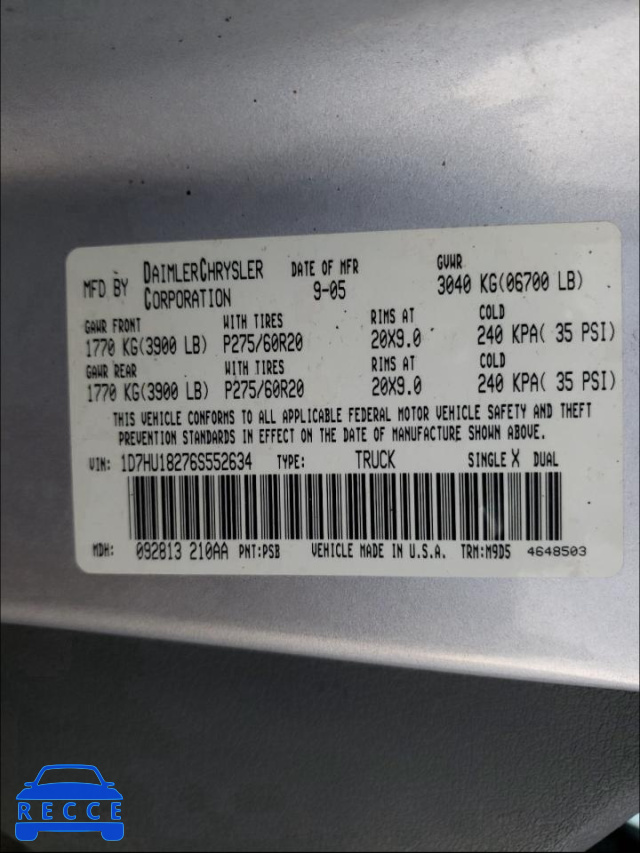 MFD BY DAIMLERCHRYSLER CORPORATION
DATE OF MFR 9-05
GVWR 3040 KG(06700 LB)
GAWR FRONT WITH TIRES RIMS AT COLD
1770 KG(3900 LB) P275/60R20 20X9.0 240 KPA( 35 PSI)
GAWR REAR WITH TIRES RIMS AT COLD
1770 KG(3900 LB) P275/60R20 20X9.0 240 KPA( 35 PSI)
THIS VEHICLE CONFORMS TO ALL APPLICABLE FEDERAL MOTOR VEHICLE SAFETY AND THEFT
PREVENTION STANDARDS IN EFFECT ON THE DATE OF MANUFACTURE SHOWN ABOVE.
VIN: 1D7HU18276S552634 TYPE: TRUCK SINGLE X DUAL
MDH: 092813 210AA PNT:PSB VEHICLE MADE IN U.S.A. TRM:M9D5 4648503
RECCE